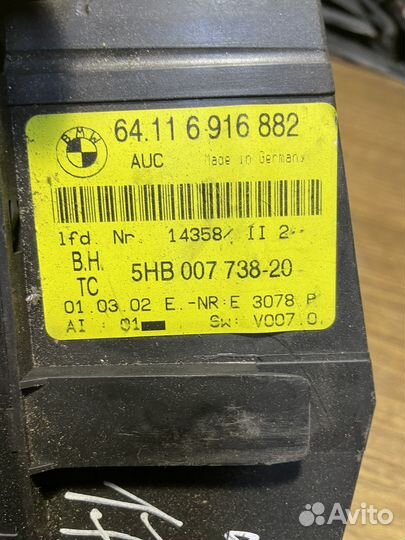 BMW
64.11 6 916 882
AUC Made in Germany
lfd. Nr. 14358/ II 2
B.H. 5HB 007 738-20
TC
01.03.02 E.-NR:E 3078 P
AI : 01 SW: V007.0
Avito